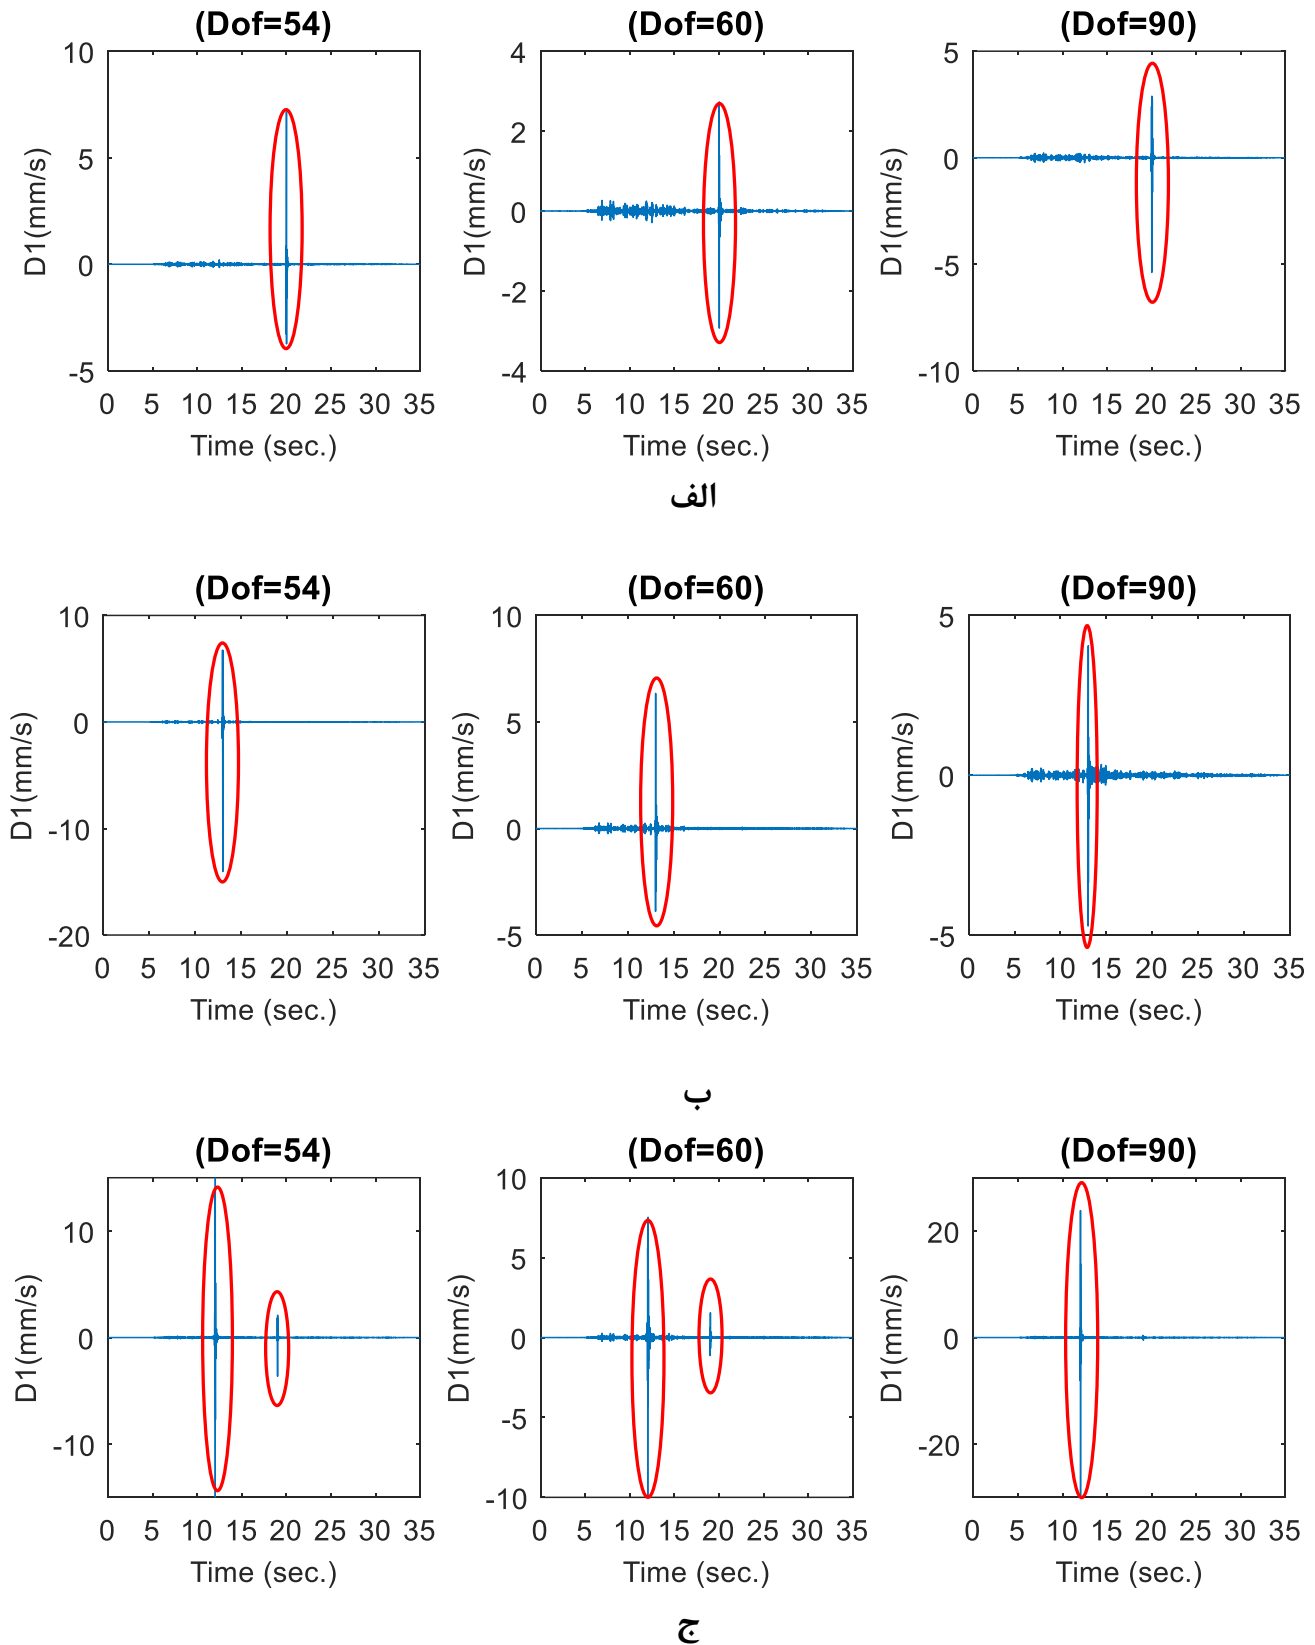 (Dof=54) (Dof=60) (Dof=90)
10 4 5
5 2 0
0 0 -5
-5 -2 -10
-4
D1(mm/s) D1(mm/s) D1(mm/s)
0 5 10 15 20 25 30 35 0 5 10 15 20 25 30 35 0 5 10 15 20 25 30 35
Time (sec.) Time (sec.) Time (sec.)
الف
(Dof=54) (Dof=60) (Dof=90)
10 10 5
0 5 0
-10 0 -5
-20 -5
D1(mm/s) D1(mm/s) D1(mm/s)
0 5 10 15 20 25 30 35 0 5 10 15 20 25 30 35 0 5 10 15 20 25 30 35
Time (sec.) Time (sec.) Time (sec.)
ب
(Dof=54) (Dof=60) (Dof=90)
10 10 20
0 5 0
-10 0 -20
-5
-10
D1(mm/s) D1(mm/s) D1(mm/s)
0 5 10 15 20 25 30 35 0 5 10 15 20 25 30 35 0 5 10 15 20 25 30 35
Time (sec.) Time (sec.) Time (sec.)
ج